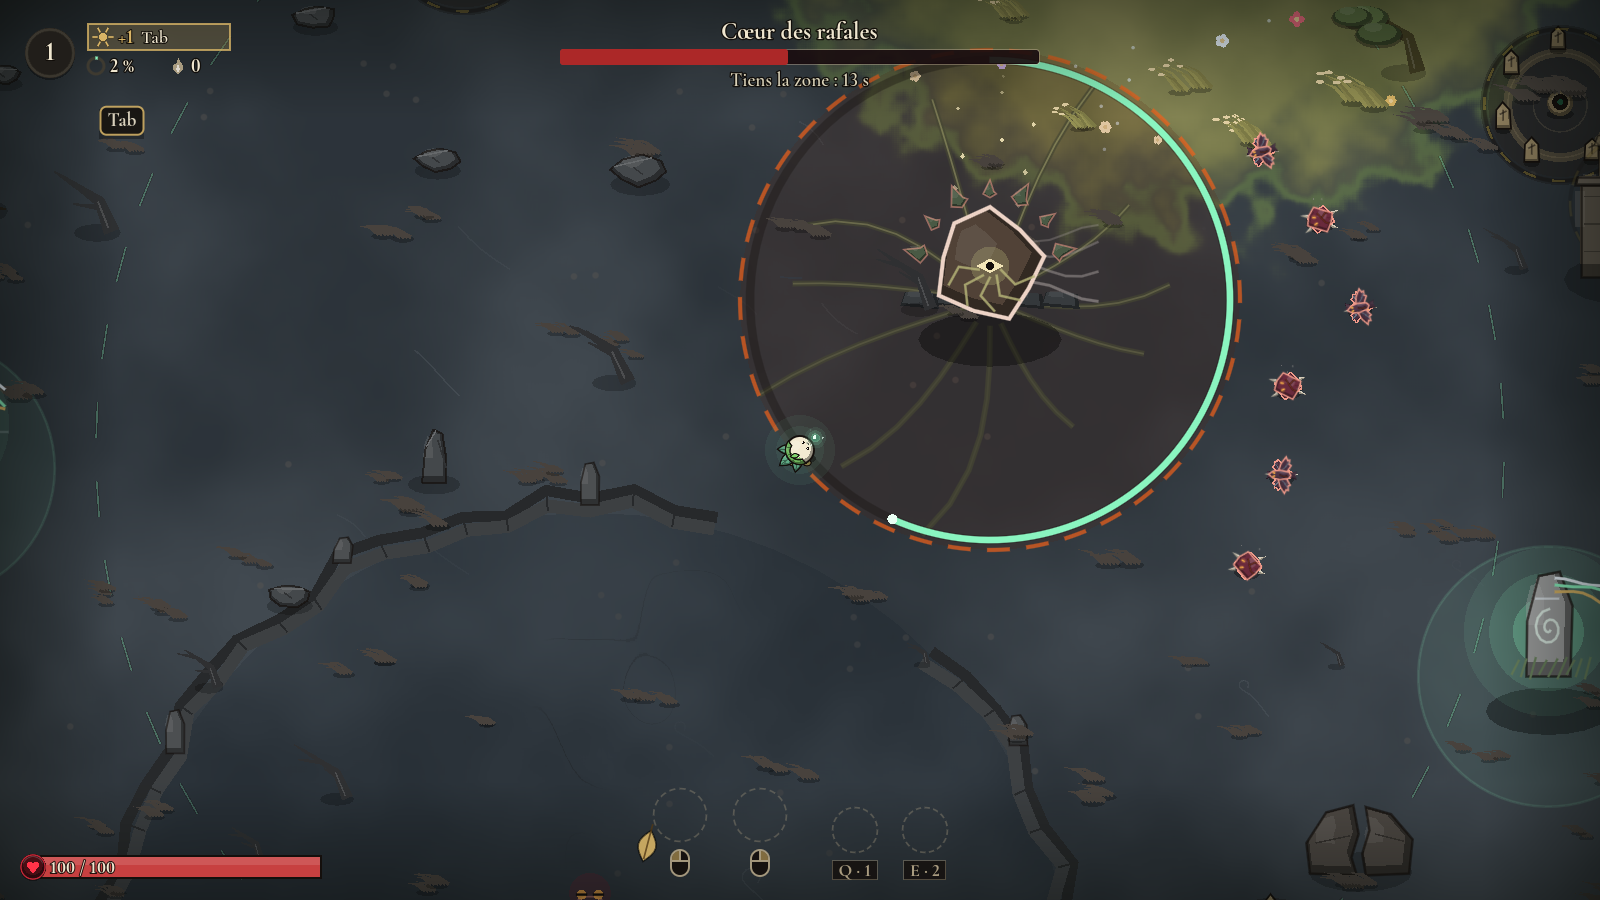 Cœur des rafales
1
+1 Tab
2 %
0
Tiens la zone : 13 s
Tab
100 / 100
Q · 1
E · 2